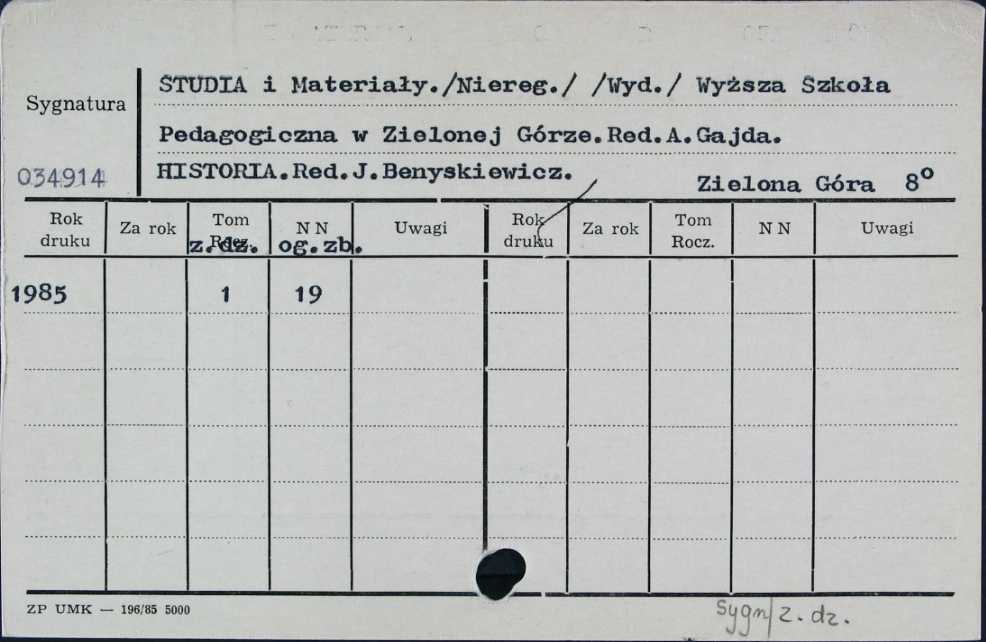 STUDIA i Materiały./Niereg./ /Wyd./ Wyższa Szkoła
Sygnatura
Pedagogiczna w Zielonej Górze.Red.A.Gajda.
034914
HISTORIA.Red.J.Benyskiewicz.
Zielona Góra 8º
Rok druku Za rok Tom Rocz. N N Uwagi Rok druku Za rok Tom Rocz. N N Uwagi
z.dz. og.zb.
1985 1 19
ZP UMK — 196/85 5000
sygn/z. dz.